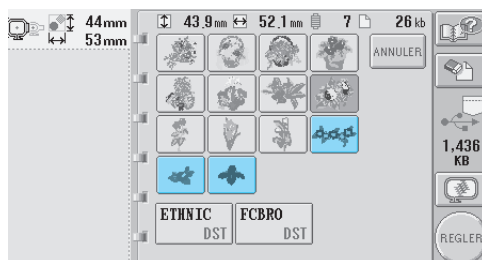 44mm
53mm
43,9mm 52,1mm 7 26kb
ANNULER
1,436
KB
ETHNIC
DST
FCBRO
DST
REGLER